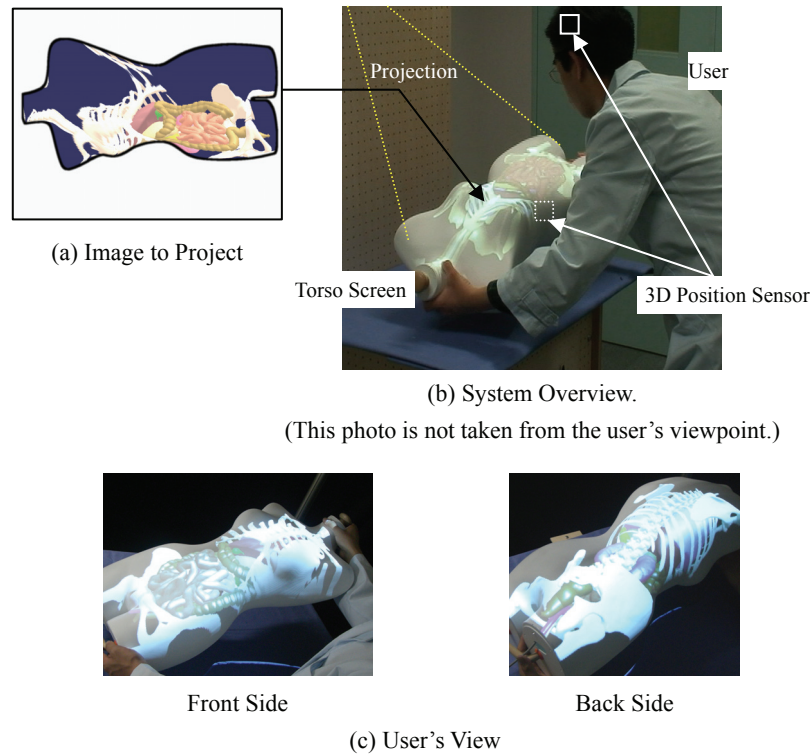 Projection
User
(a) Image to Project
Torso Screen
3D Position Sensor
(b) System Overview.
(This photo is not taken from the user's viewpoint.)
Front Side
Back Side
(c) User's View